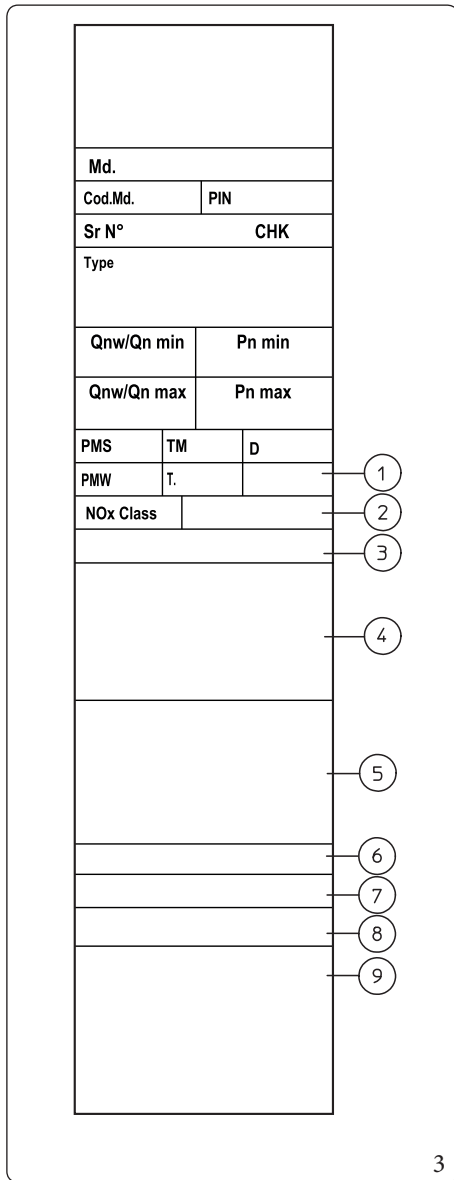 Md.
Cod.Md. PIN
Sr N° CHK
Type
Qnw/Qn min Pn min
Qnw/Qn max Pn max
PMS TM D
PMW T. 1
NOx Class 2
3
4
5
6
7
8
9
3